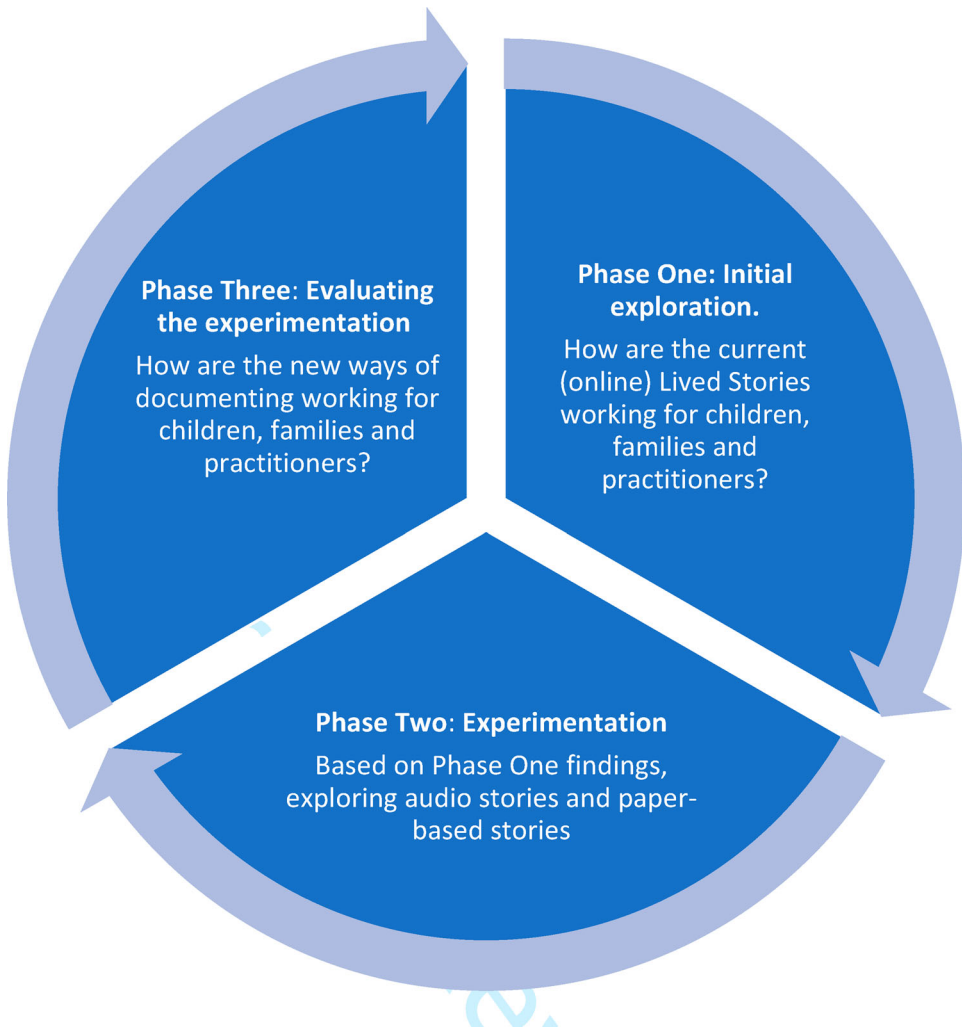 Phase One: Initial
exploration.
How are the current
(online) Lived Stories
working for children,
families and
practitioners?
Phase Two: Experimentation
Based on Phase One findings,
exploring audio stories and paper-
based stories
Phase Three: Evaluating
the experimentation
How are the new ways of
documenting working for
children, families and
practitioners?